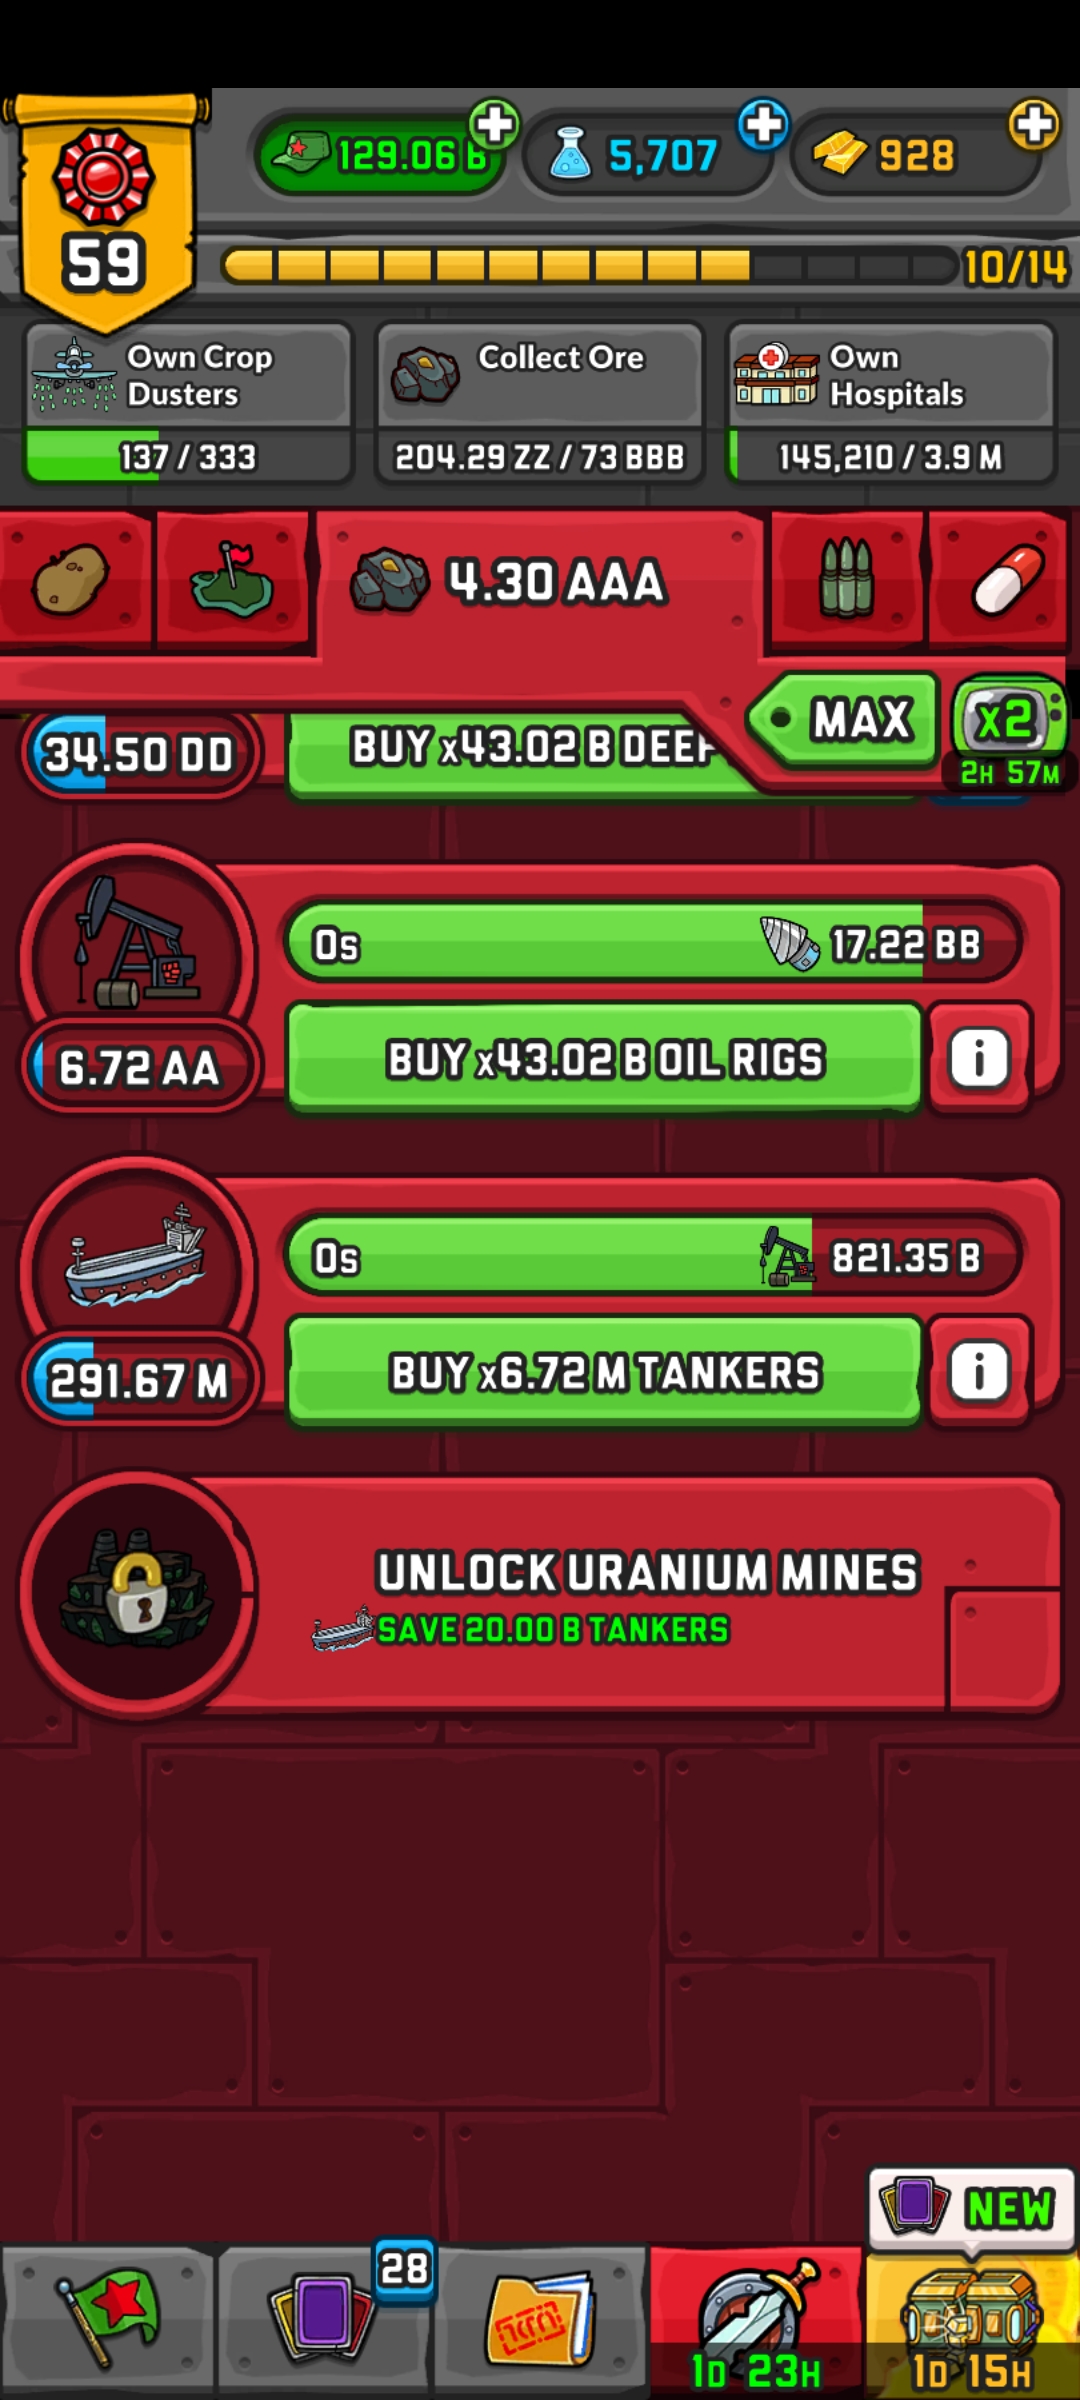 129.06 B
5,707
928
59
10/14
Own Crop
Dusters
137 / 333
Collect Ore
204.29 ZZ / 73 BBB
Own
Hospitals
145,210 / 3.9 M
4.30 AAA
MAX
x2
2H 57M
34.50 DD
BUY x43.02 B DEEP
0s
17.22 BB
6.72 AA
BUY x43.02 B OIL RIGS
i
0s
821.35 B
291.67 M
BUY x6.72 M TANKERS
i
UNLOCK URANIUM MINES
SAVE 20.00 B TANKERS
NEW
28
1D 23H
1D 15H